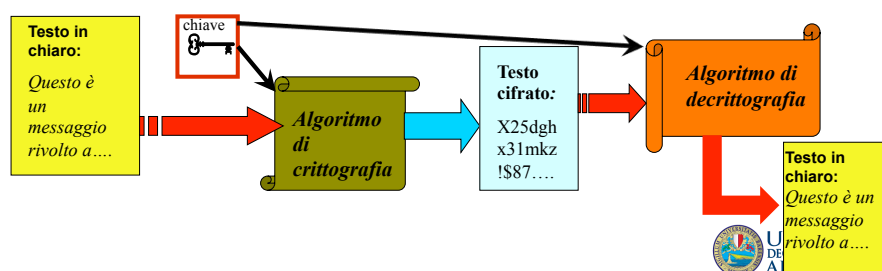 Testo in
chiaro:
Questo è
un
messaggio
rivolto a….
chiave
Algoritmo
di
crittografia
Testo
cifrato:
X25dgh
x31mkz
!$87….
Algoritmo di
decrittografia
Testo in
chiaro:
Questo è un
messaggio
rivolto a….